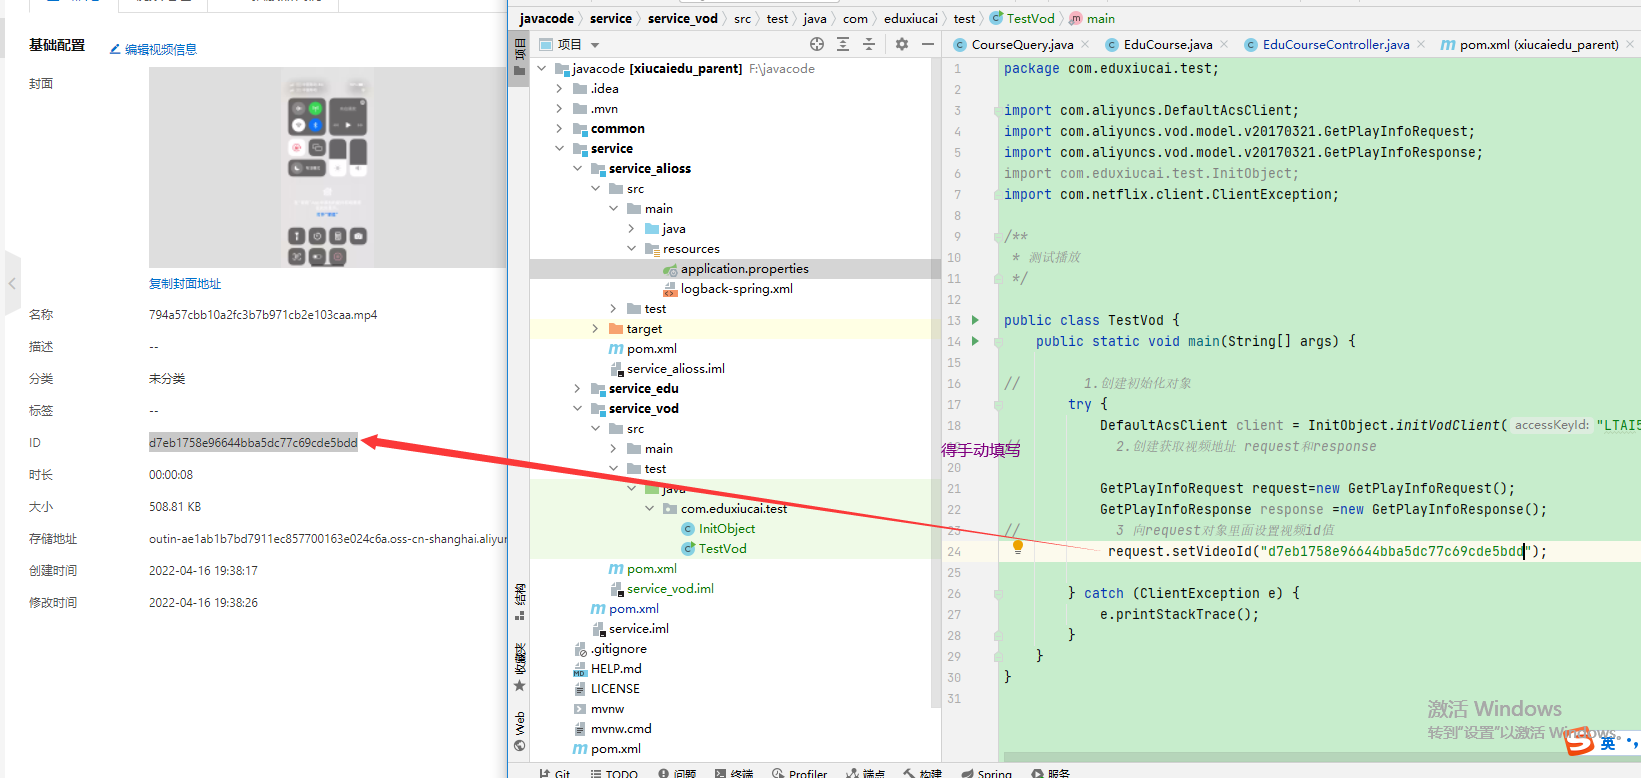 基础配置
编辑视频信息
封面
复制封面地址
名称
794a57cbb10a2fc3b7b971cb2e103caa.mp4
描述
--
分类
未分类
标签
--
ID
d7eb1758e96644bba5dc77c69cde5bdd
时长
00:00:08
大小
508.81 KB
存储地址
outin-ae1ab1b7bd7911ec857700163e024c6a.oss-cn-shanghai.aliyun
创建时间
2022-04-16 19:38:17
修改时间
2022-04-16 19:38:26
javacode
service
service_vod
src
test
java
com
eduxiucai
test
TestVod
main
项目
结构
收藏夹
Web
项目
javacode [xiucaiedu_parent] F:\javacode
.idea
.mvn
common
service
service_alioss
src
main
java
resources
application.properties
logback-spring.xml
test
target
pom.xml
service_alioss.iml
service_edu
service_vod
src
main
test
java
com.eduxiucai.test
InitObject
TestVod
pom.xml
service_vod.iml
pom.xml
service.iml
.gitignore
HELP.md
LICENSE
mvnw
mvnw.cmd
pom.xml
CourseQuery.java
EduCourse.java
EduCourseController.java
pom.xml (xiucaiedu_parent)
1 package com.eduxiucai.test;
2
3 import com.aliyuncs.DefaultAcsClient;
4 import com.aliyuncs.vod.model.v20170321.GetPlayInfoRequest;
5 import com.aliyuncs.vod.model.v20170321.GetPlayInfoResponse;
6 import com.eduxiucai.test.InitObject;
7 import com.netflix.client.ClientException;
8
9 /**
10 * 测试播放
11 */
12
13 public class TestVod {
14 public static void main(String[] args) {
15
16 // 1.创建初始化对象
17 try {
18 DefaultAcsClient client = InitObject.initVodClient( accessKeyId: "LTAI5
// 2.创建获取视频地址 request和response
得手动填写
20
21 GetPlayInfoRequest request=new GetPlayInfoRequest();
22 GetPlayInfoResponse response =new GetPlayInfoResponse();
23 // 3 向request对象里面设置视频id值
24 request.setVideoId("d7eb1758e96644bba5dc77c69cde5bdd");
25
26 } catch (ClientException e) {
27 e.printStackTrace();
28 }
29 }
30 }
31
激活 Windows
转到"设置"以激活 Windows。
英
Git
TODO
问题
终端
Profiler
端点
构建
Spring
服务